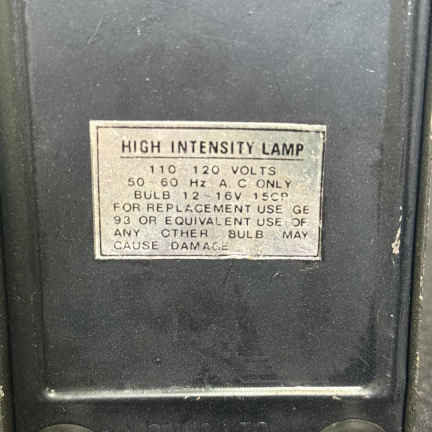 HIGH INTENSITY LAMP
110 120 VOLTS
50-60 Hz A.C ONLY
BULB 12-16V 15CP
FOR REPLACEMENT USE GE
93 OR EQUIVALENT USE OF
ANY OTHER BULB MAY
CAUSE DAMAGE